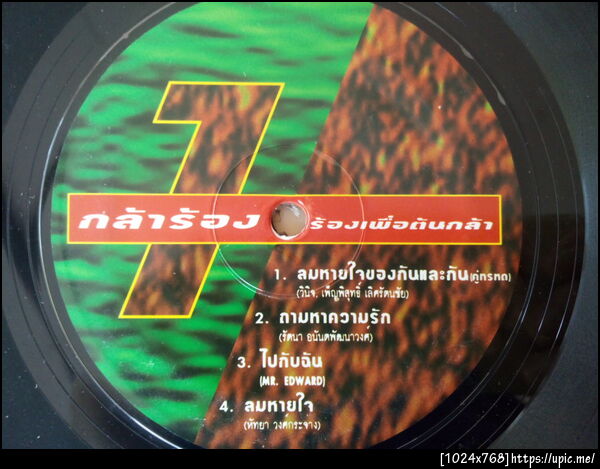 1
กล้าร้อง ร้องเพื่อต้นกล้า
1. ลมหายใจของกันและกัน(คู่ทรหด)
(วินิจ, เพ็ญพิสุทธิ์ เลิศรัตนชัย)
2. ถามหาความรัก
(รัตนา อนันตพัฒนาวงศ์)
3. ไปกับฉัน
(MR. EDWARD)
4. ลมหายใจ
(หัทยา วงศกระจ่าง)
[1024x768]https://upic.me/